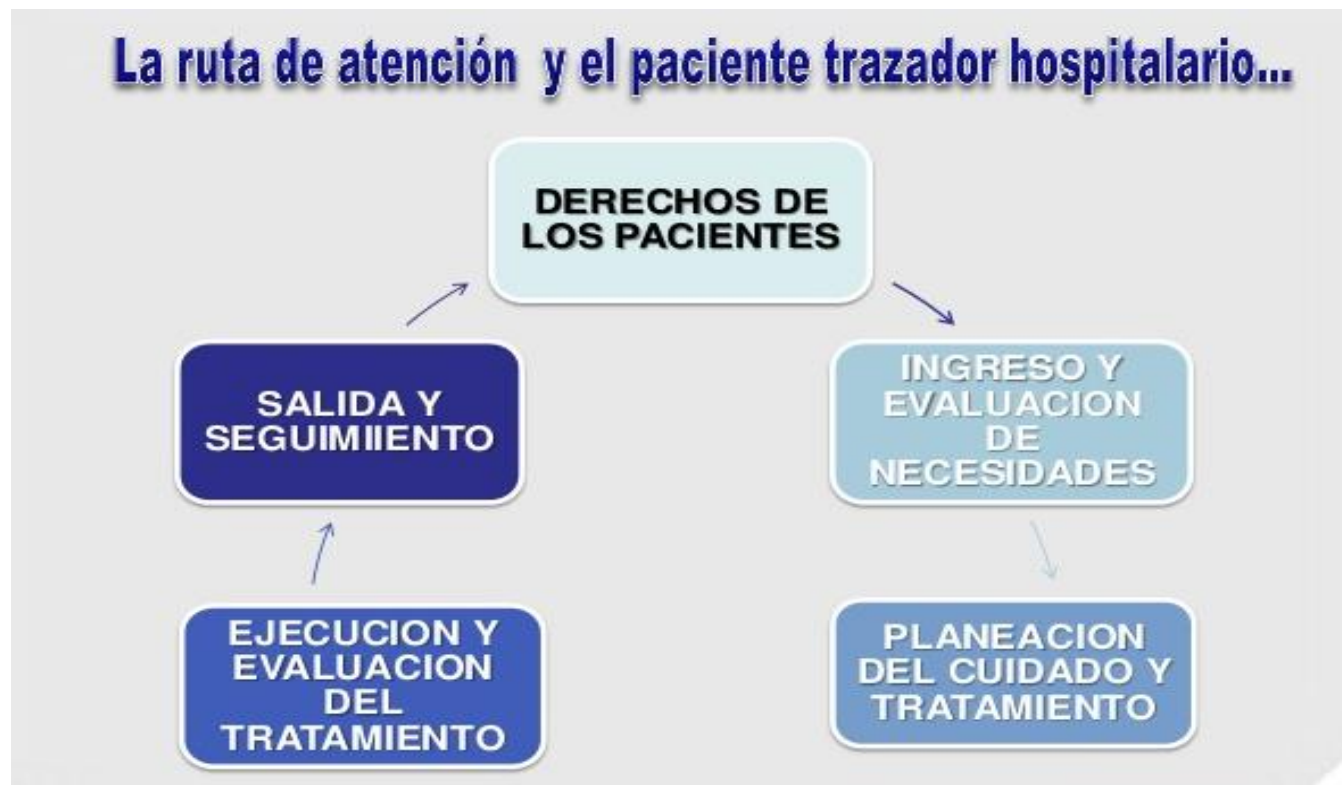 La ruta de atención y el paciente trazador hospitalario...
DERECHOS DE
LOS PACIENTES
INGRESO Y
EVALUACION
DE
NECESIDADES
PLANEACION
DEL CUIDADO Y
TRATAMIENTO
EJECUCION Y
EVALUACION
DEL
TRATAMIENTO
SALIDA Y
SEGUIMIIENTO